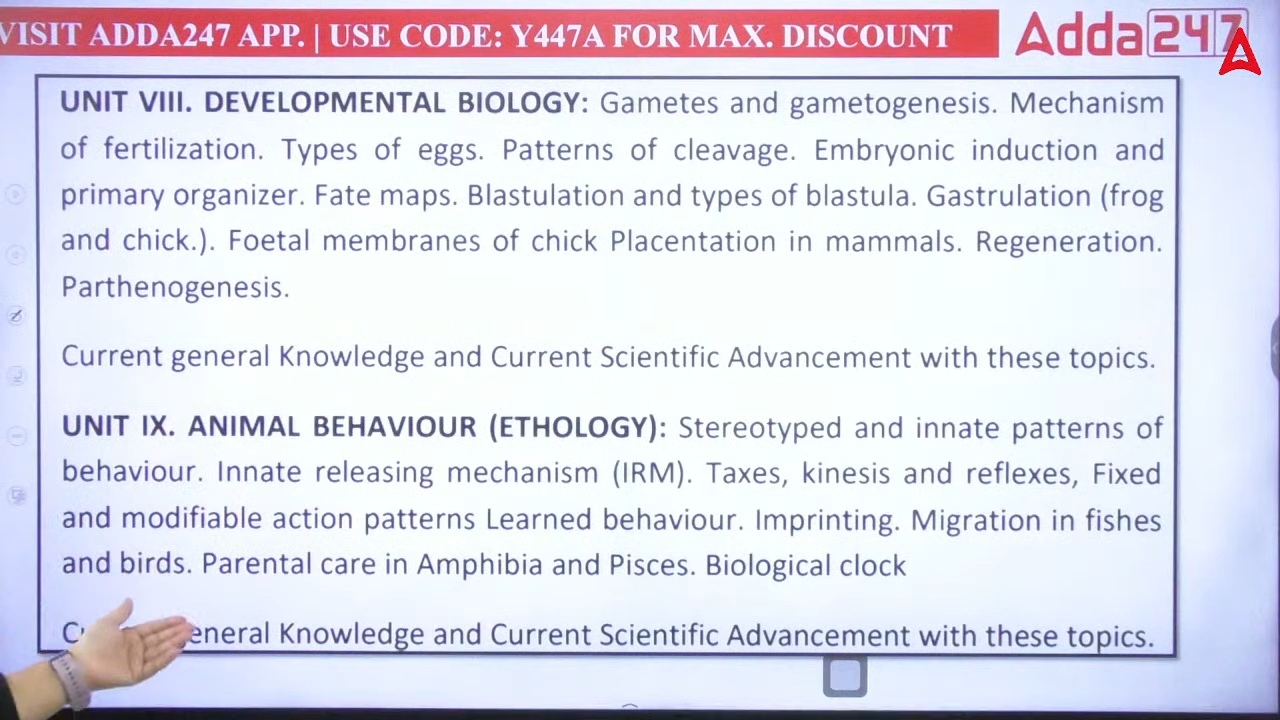 VISIT ADDA247 APP. | USE CODE: Y447A FOR MAX. DISCOUNT
Adda247
UNIT VIII. DEVELOPMENTAL BIOLOGY: Gametes and gametogenesis. Mechanism
of fertilization. Types of eggs. Patterns of cleavage. Embryonic induction and
primary organizer. Fate maps. Blastulation and types of blastula. Gastrulation (frog
and chick.). Foetal membranes of chick Placentation in mammals. Regeneration.
Parthenogenesis.
Current general Knowledge and Current Scientific Advancement with these topics.
UNIT IX. ANIMAL BEHAVIOUR (ETHOLOGY): Stereotyped and innate patterns of
behaviour. Innate releasing mechanism (IRM). Taxes, kinesis and reflexes, Fixed
and modifiable action patterns Learned behaviour. Imprinting. Migration in fishes
and birds. Parental care in Amphibia and Pisces. Biological clock
Knowledge and Current Scientific Advancement with these topics.